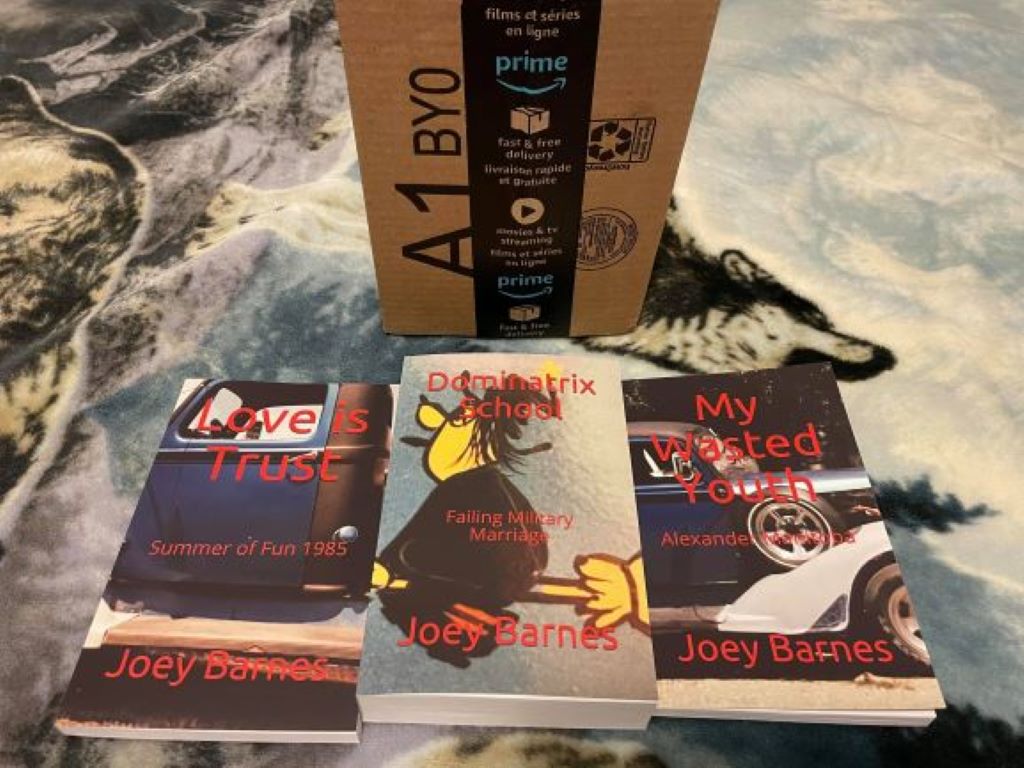 films et séries
en ligne
prime
fast & free
delivery
livraison rapide
et gratuite
movies & tv
streaming
films et séries
en ligne
prime
fast & free
delivery
A1 BYO
Love is
Trust
Summer of Fun 1985
Joey Barnes
Dominatrix
School
Failing Military
Marriage
Joey Barnes
My
Wasted
Youth
Alexander Manitoba
Joey Barnes